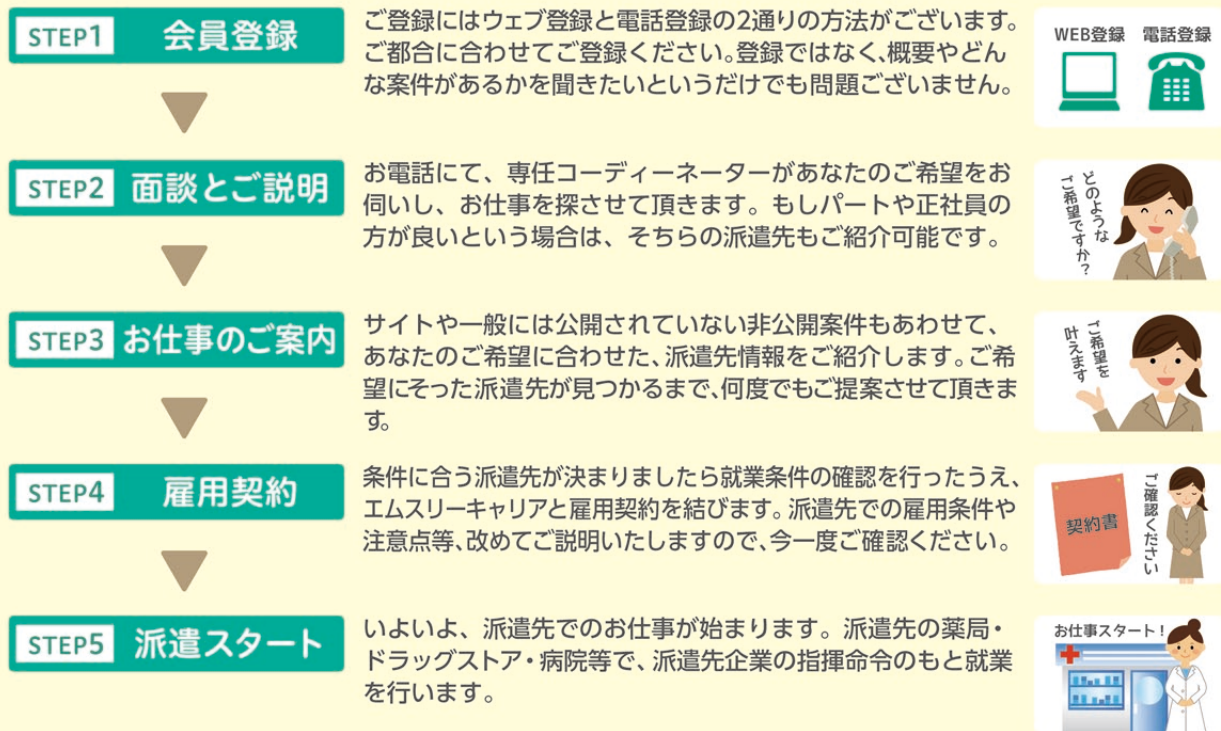 STEP1 会員登録
ご登録にはウェブ登録と電話登録の2通りの方法がございます。
ご都合に合わせてご登録ください。登録ではなく、概要やどん
な案件があるかを聞きたいというだけでも問題ございません。
WEB登録 電話登録
STEP2 面談とご説明
お電話にて、専任コーディーネーターがあなたのご希望をお
伺いし、お仕事を探させて頂きます。もしパートや正社員の
方が良いという場合は、そちらの派遣先もご紹介可能です。
どのような
ご希望ですか?
STEP3 お仕事のご案内
サイトや一般には公開されていない非公開案件もあわせて、
あなたのご希望に合わせた、派遣先情報をご紹介します。ご希
望にそった派遣先が見つかるまで、何度でもご提案させて頂きま
す。
ご希望を
叶えます
STEP4 雇用契約
条件に合う派遣先が決まりましたら就業条件の確認を行ったうえ、
エムスリーキャリアと雇用契約を結びます。派遣先での雇用条件や
注意点等、改めてご説明いたしますので、今一度ご確認ください。
契約書
ご確認ください
STEP5 派遣スタート
いよいよ、派遣先でのお仕事が始まります。派遣先の薬局・
ドラッグストア・病院等で、派遣先企業の指揮命令のもと就業
を行います。
お仕事スタート!